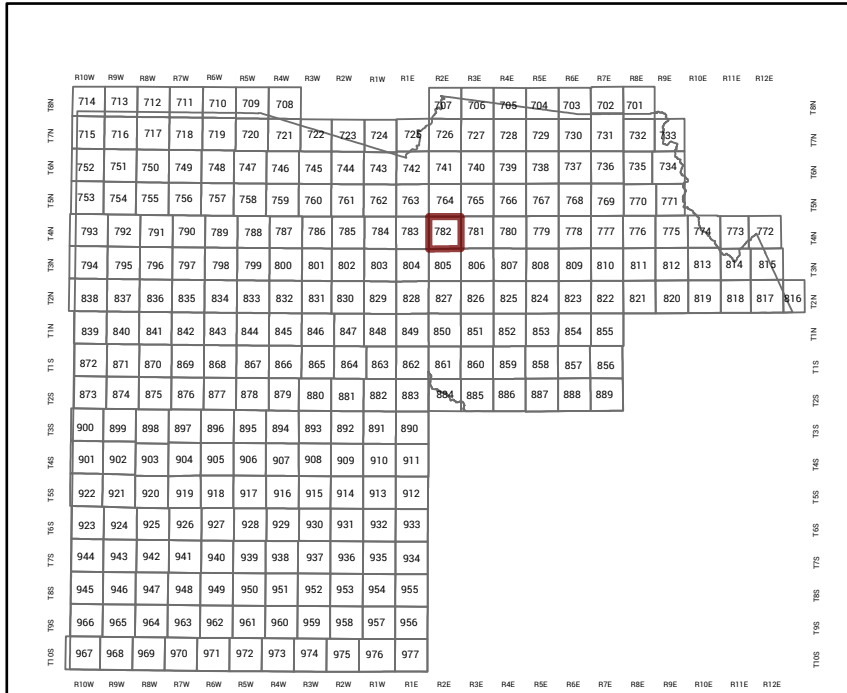 R10W R9W R8W R7W R6W R5W R4W R3W R2W R1W R1E R2E R3E R4E R5E R6E R7E R8E R9E R10E R11E R12E
T8N 714 713 712 711 710 709 708 707 706 705 704 703 702 701 T8N
T7N 715 716 717 718 719 720 721 722 723 724 725 726 727 728 729 730 731 732 733 T7N
T6N 752 751 750 749 748 747 746 745 744 743 742 741 740 739 738 737 736 735 734 T6N
T5N 753 754 755 756 757 758 759 760 761 762 763 764 765 766 767 768 769 770 771 T5N
T4N 793 792 791 790 789 788 787 786 785 784 783 782 781 780 779 778 777 776 775 774 773 772 T4N
T3N 794 795 796 797 798 799 800 801 802 803 804 805 806 807 808 809 810 811 812 813 814 815 T3N
T2N 838 837 836 835 834 833 832 831 830 829 828 827 826 825 824 823 822 821 820 819 818 817 816 T2N
T1N 839 840 841 842 843 844 845 846 847 848 849 850 851 852 853 854 855 T1N
T1S 872 871 870 869 868 867 866 865 864 863 862 861 860 859 858 857 856 T1S
T2S 873 874 875 876 877 878 879 880 881 882 883 884 885 886 887 888 889 T2S
T3S 900 899 898 897 896 895 894 893 892 891 890 T3S
T4S 901 902 903 904 905 906 907 908 909 910 911 T4S
T5S 922 921 920 919 918 917 916 915 914 913 912 T5S
T6S 923 924 925 926 927 928 929 930 931 932 933 T6S
T7S 944 943 942 941 940 939 938 937 936 935 934 T7S
T8S 945 946 947 948 949 950 951 952 953 954 955 T8S
T9S 966 965 964 963 962 961 960 959 958 957 956 T9S
T10S 967 968 969 970 971 972 973 974 975 976 977 T10S
R10W R9W R8W R7W R6W R5W R4W R3W R2W R1W R1E R2E R3E R4E R5E R6E R7E R8E R9E R10E R11E R12E